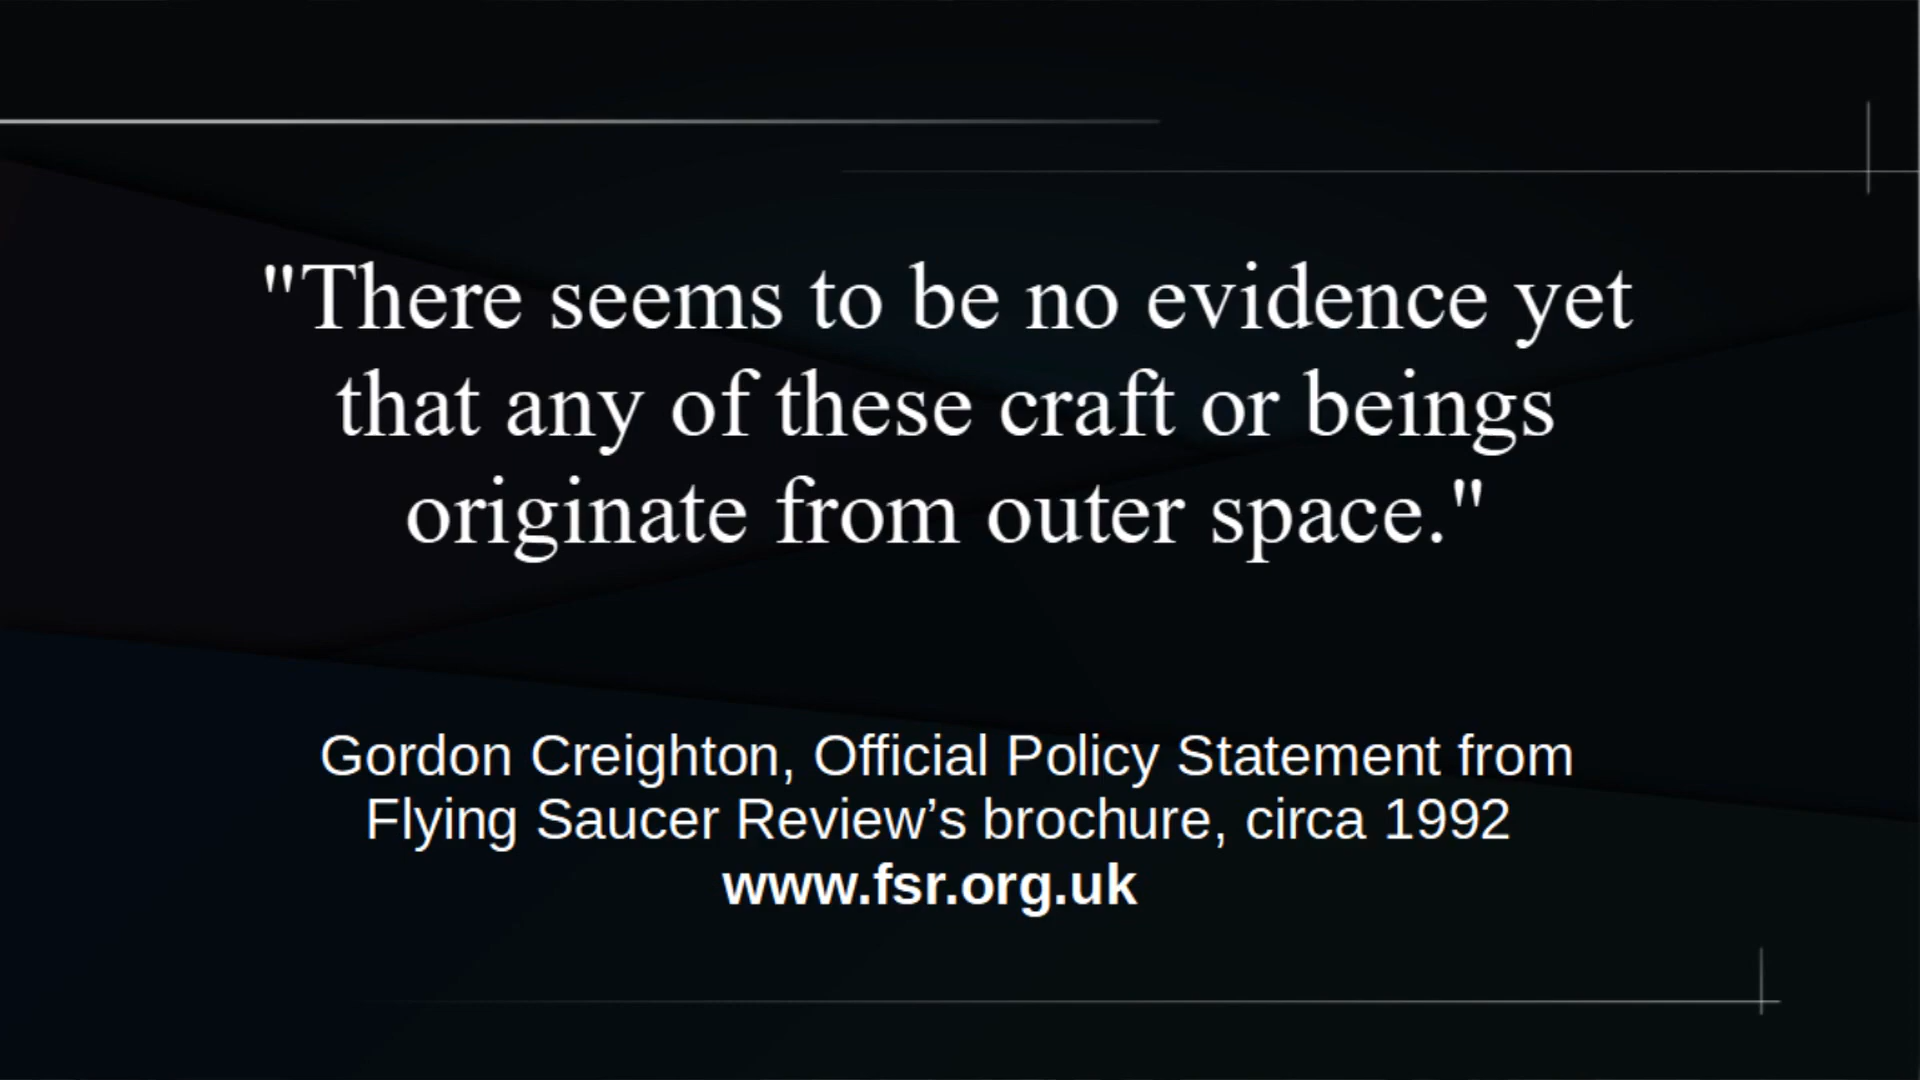 "There seems to be no evidence yet
that any of these craft or beings
originate from outer space."
Gordon Creighton, Official Policy Statement from
Flying Saucer Review’s brochure, circa 1992
www.fsr.org.uk